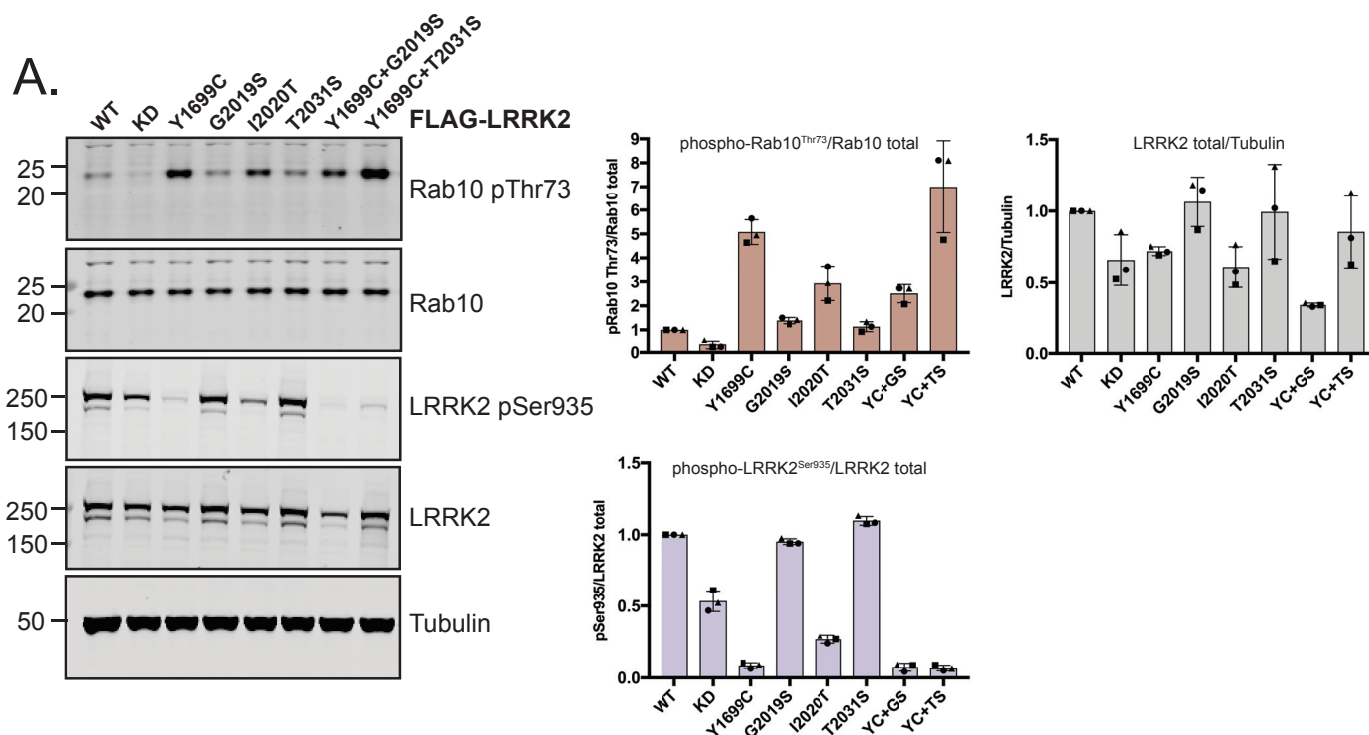 A.
WT
KD
Y1699C
G2019S
I2020T
T2031S
Y1699C+G2019S
Y1699C+T2031S
FLAG-LRRK2
25
20
Rab10 pThr73
25
20
Rab10
250
150
LRRK2 pSer935
250
150
LRRK2
50
Tubulin
phospho-Rab10Thr73/Rab10 total
pRab10 Thr73/Rab10 total
9
8
7
6
5
4
3
2
1
0
WT
KD
Y1699C
G2019S
I2020T
T2031S
YC+GS
YC+TS
LRRK2 total/Tubulin
LRRK2/Tubulin
1.5
1.0
0.5
0.0
WT
KD
Y1699C
G2019S
I2020T
T2031S
YC+GS
YC+TS
phospho-LRRK2Ser935/LRRK2 total
pSer935/LRRK2 total
1.5
1.0
0.5
0.0
WT
KD
Y1699C
G2019S
I2020T
T2031S
YC+GS
YC+TS